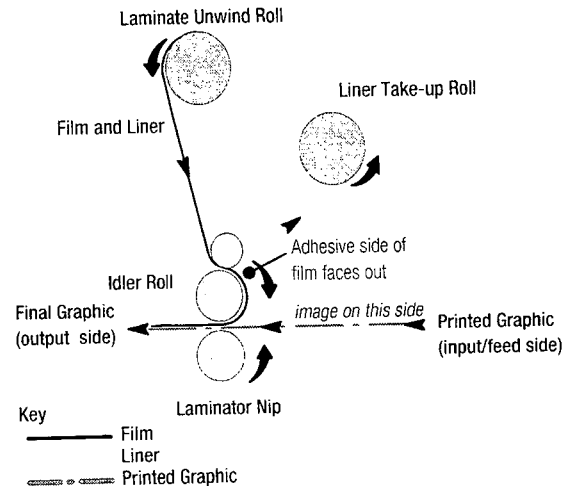 Laminate Unwind Roll
Liner Take-up Roll
Film and Liner
Adhesive side of
film faces out
Idler Roll
image on this side
Final Graphic
(output side)
Printed Graphic
(input/feed side)
Laminator Nip
Key
Film
Liner
Printed Graphic